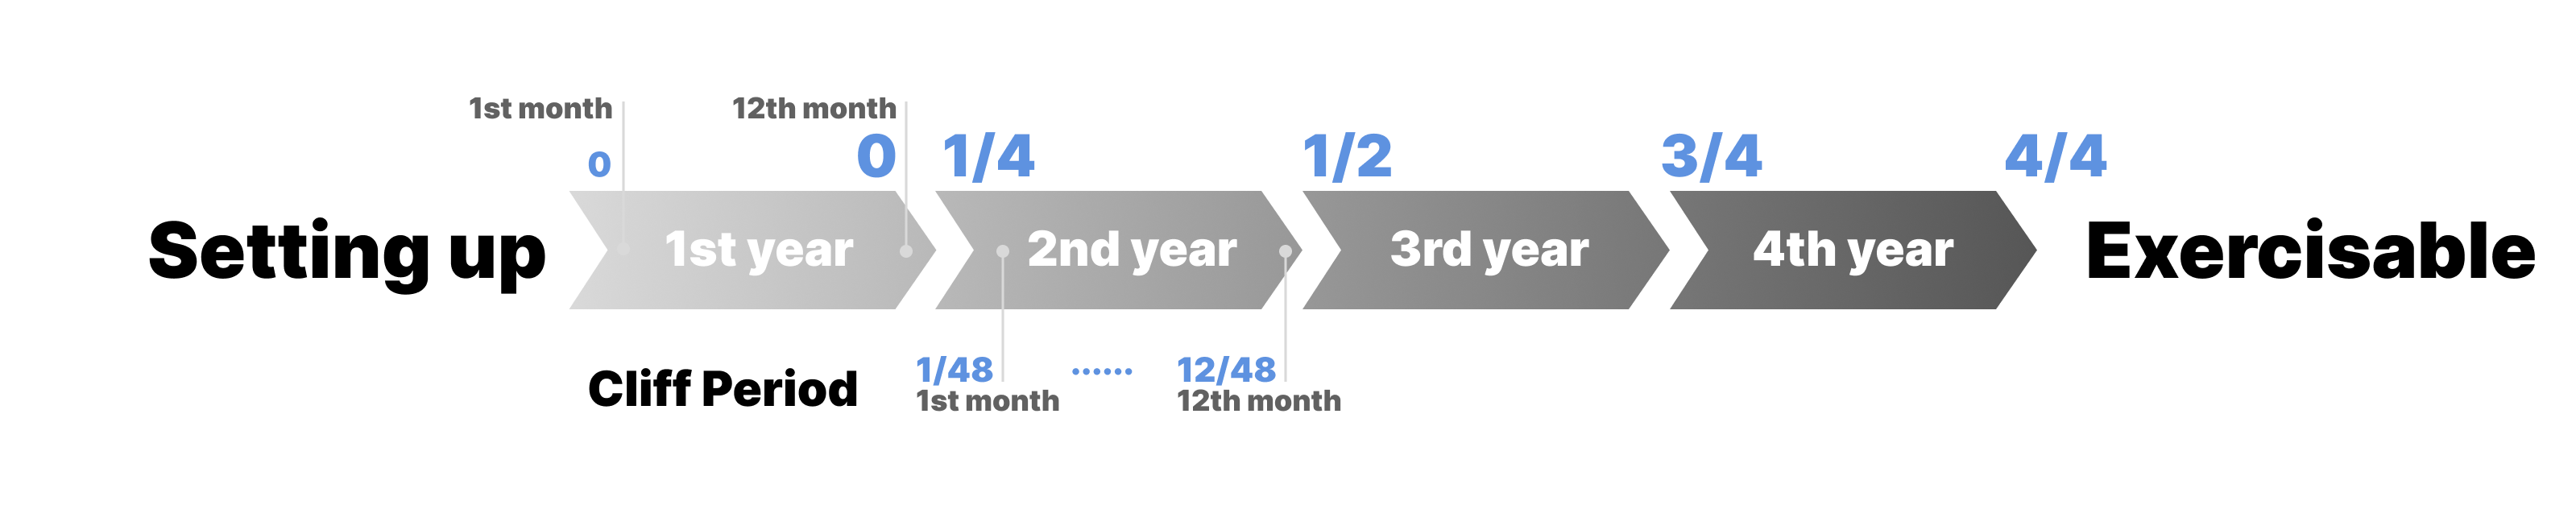 1st month
12th month
0
0
1/4
1/2
3/4
4/4
Setting up
1st year
2nd year
3rd year
4th year
Exercisable
Cliff Period
1/48
1st month
......
12/48
12th month